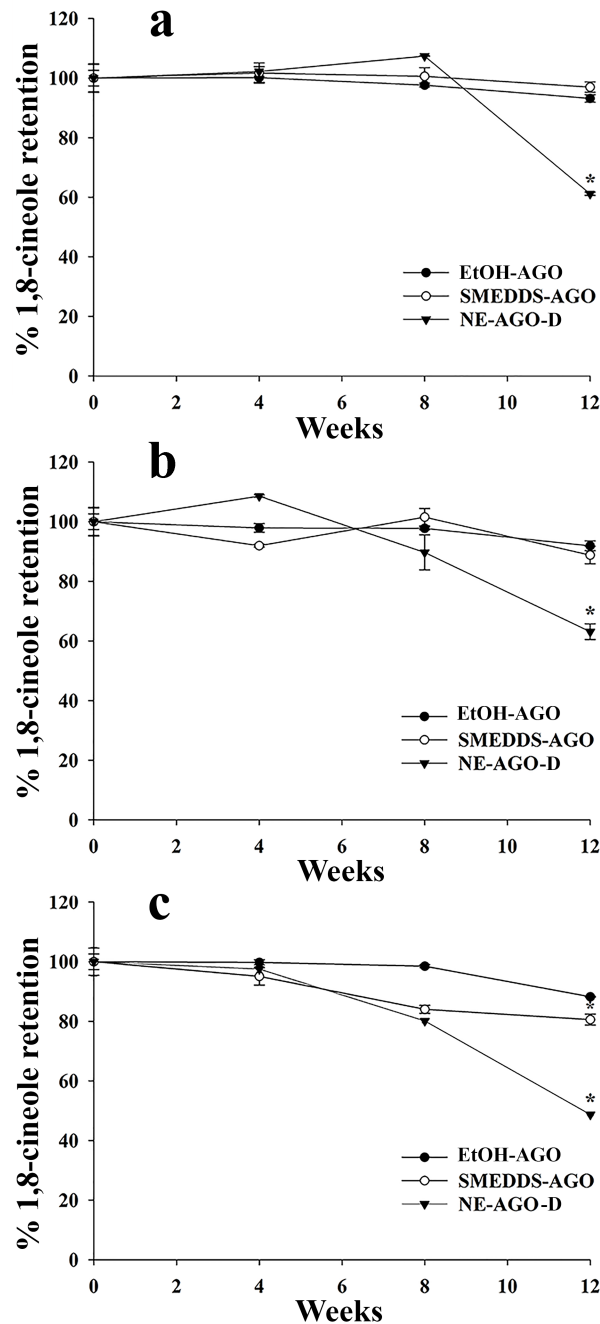 a
% 1,8-cineole retention
120
100
80
60
40
20
0
*
EtOH-AGO
SMEDDS-AGO
NE-AGO-D
0 2 4 6 8 10 12
Weeks
b
% 1,8-cineole retention
120
100
80
60
40
20
0
*
EtOH-AGO
SMEDDS-AGO
NE-AGO-D
0 2 4 6 8 10 12
Weeks
c
% 1,8-cineole retention
120
100
80
60
40
20
0
*
*
EtOH-AGO
SMEDDS-AGO
NE-AGO-D
0 2 4 6 8 10 12
Weeks